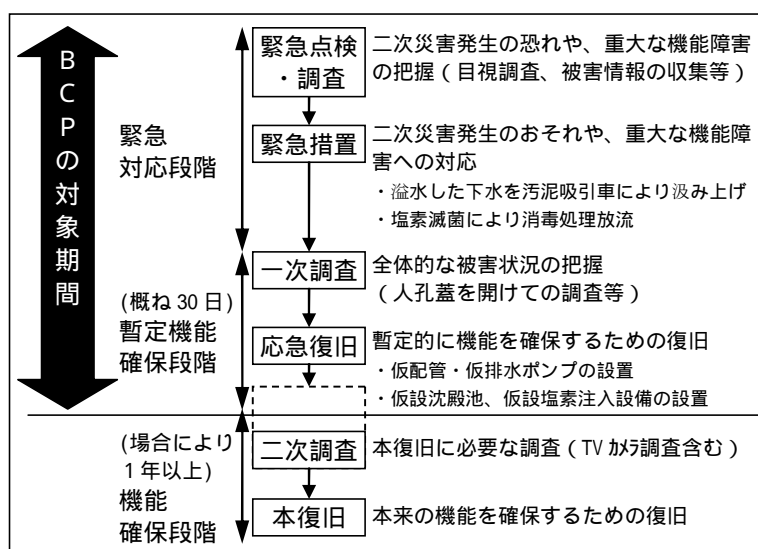 BCPの対象期間
緊急
対応段階
緊急点検
・調査
二次災害発生の恐れや、重大な機能障害
の把握(目視調査、被害情報の収集等)
緊急措置
二次災害発生のおそれや、重大な機能障
害への対応
・溢水した下水を汚泥吸引車により汲み上げ
・塩素滅菌により消毒処理放流
(概ね30日)
暫定機能
確保段階
一次調査
全体的な被害状況の把握
(人孔蓋を開けての調査等)
応急復旧
暫定的に機能を確保するための復旧
・仮配管・仮排水ポンプの設置
・仮設沈殿池、仮設塩素注入設備の設置
(場合により
1年以上)
機能
確保段階
二次調査
本復旧に必要な調査(TVカメラ調査含む)
本復旧
本来の機能を確保するための復旧